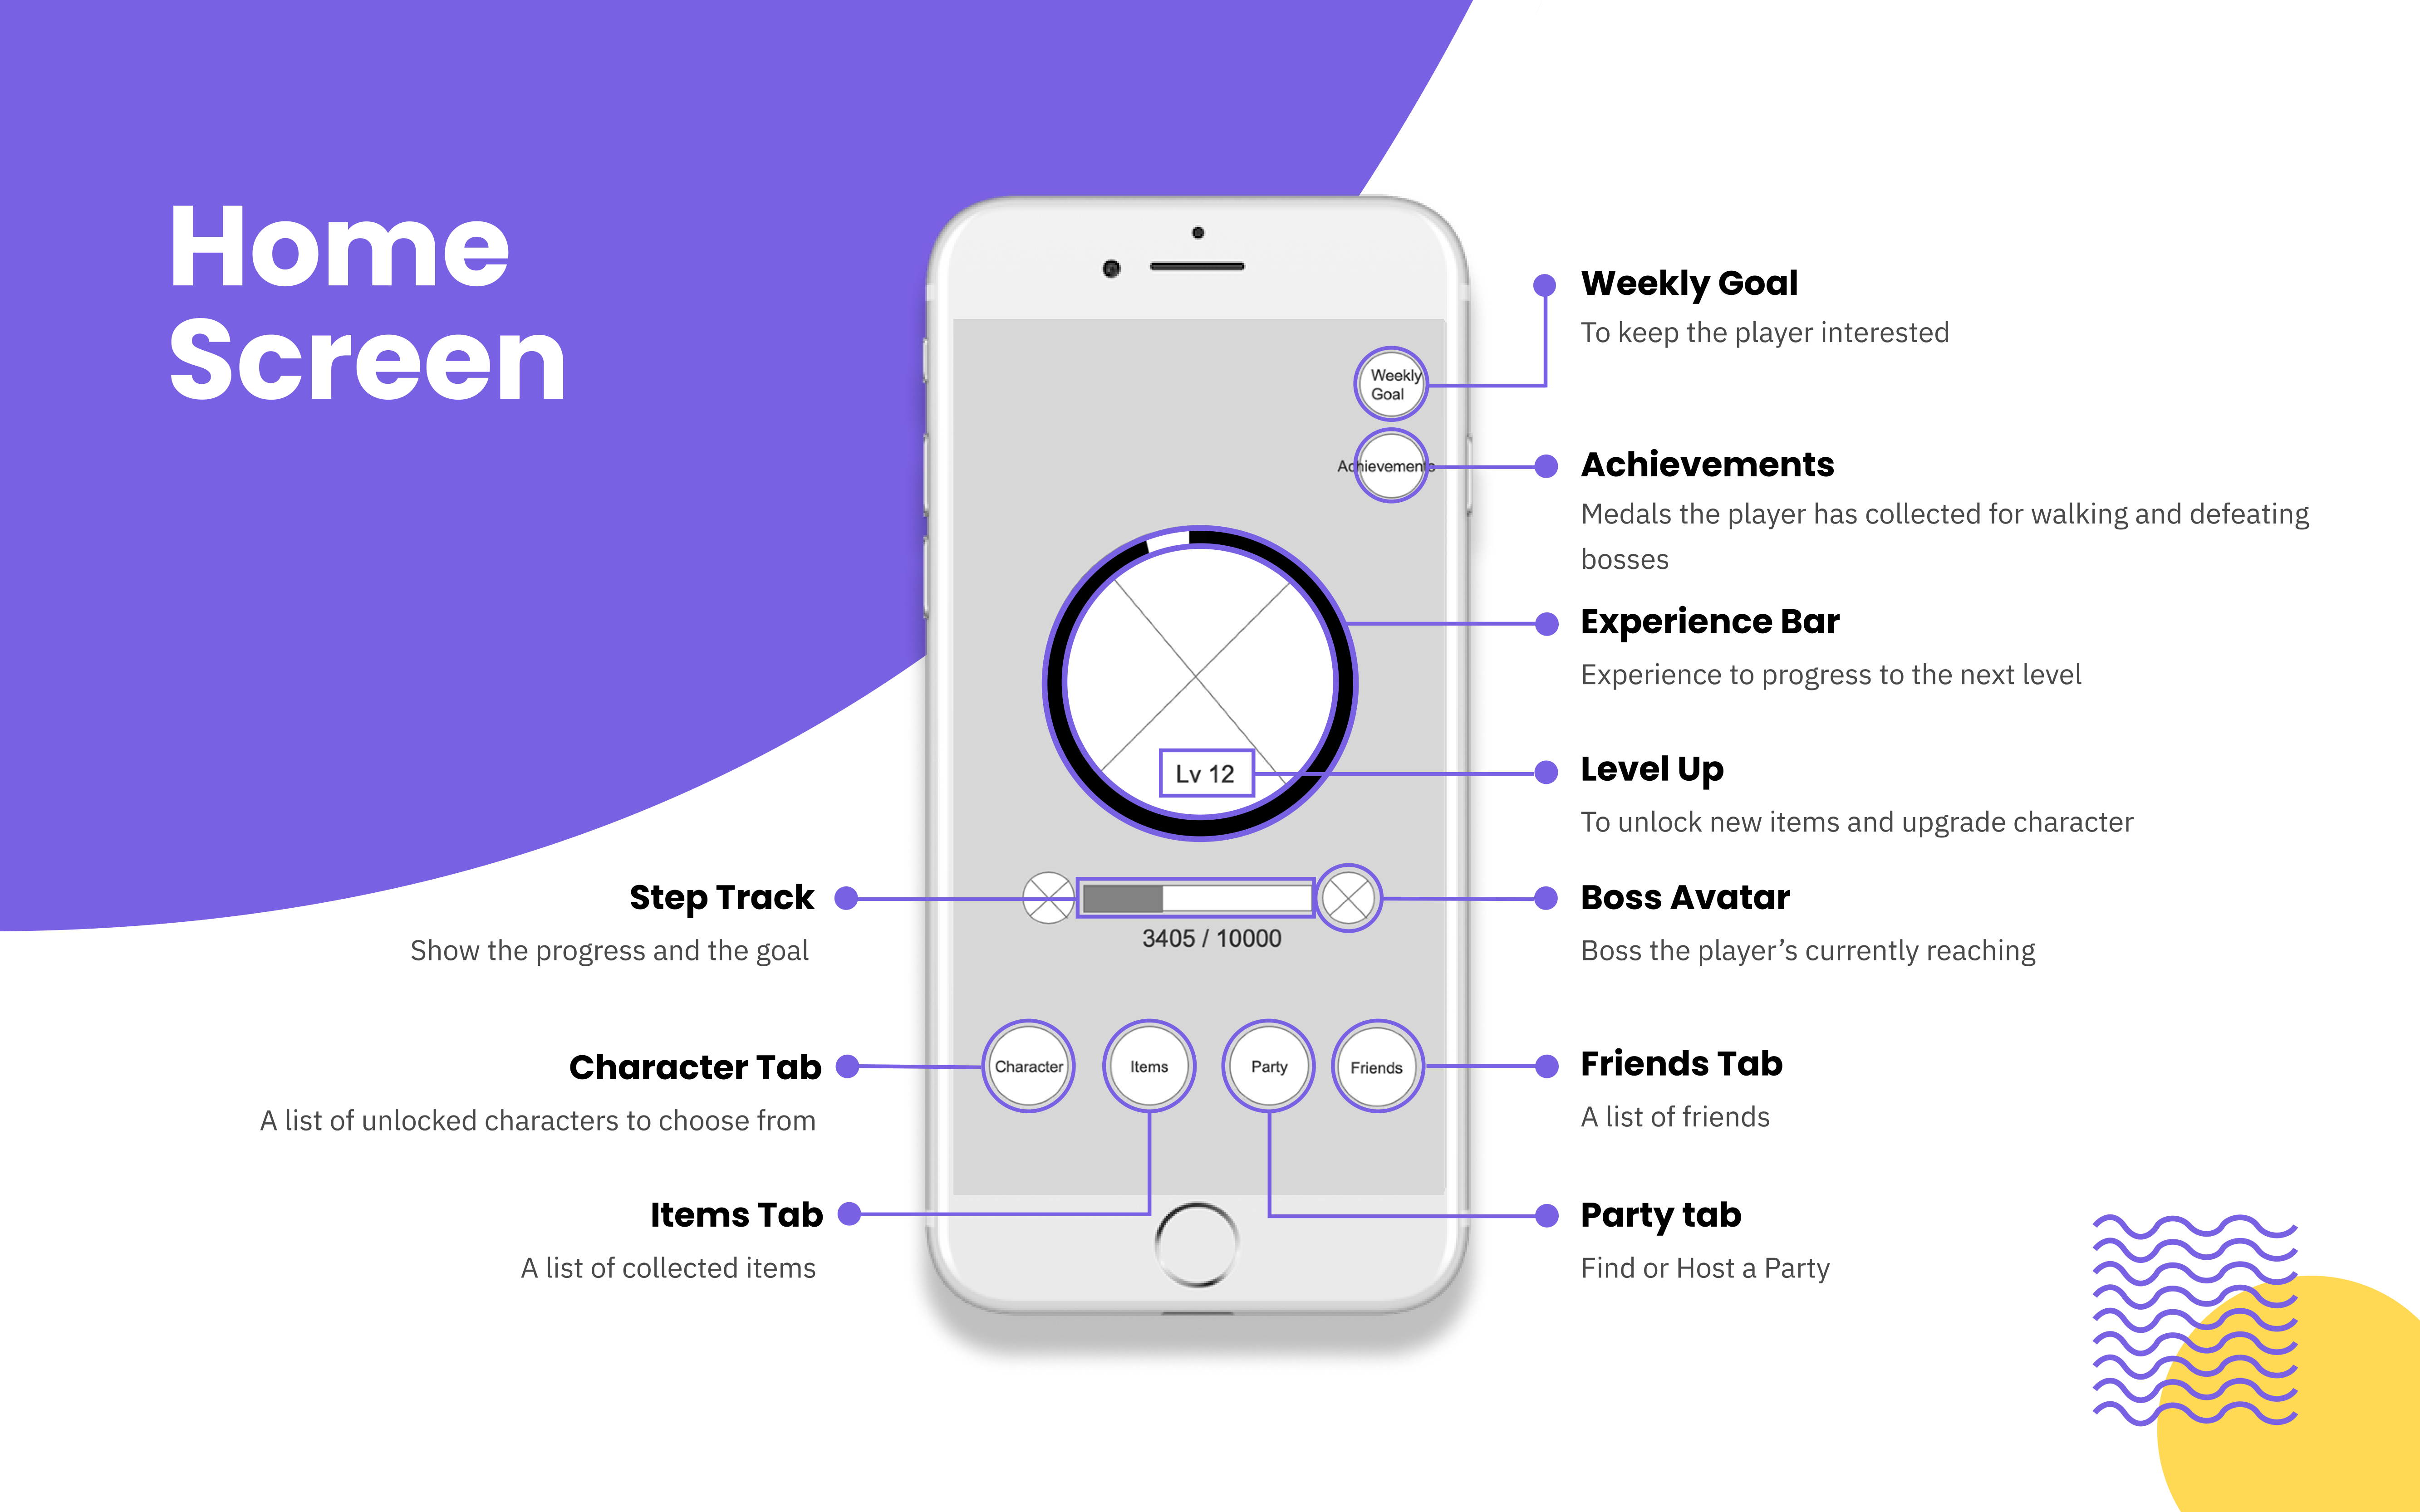 Home
Screen
Weekly Goal
To keep the player interested
Weekly
Goal
Achievements
Achievements
Medals the player has collected for walking and defeating
bosses
Experience Bar
Experience to progress to the next level
Lv 12
Level Up
To unlock new items and upgrade character
Step Track
Show the progress and the goal
3405 / 10000
Boss Avatar
Boss the player’s currently reaching
Character Tab
A list of unlocked characters to choose from
Character
Items
Party
Friends
Friends Tab
A list of friends
Items Tab
A list of collected items
Party tab
Find or Host a Party